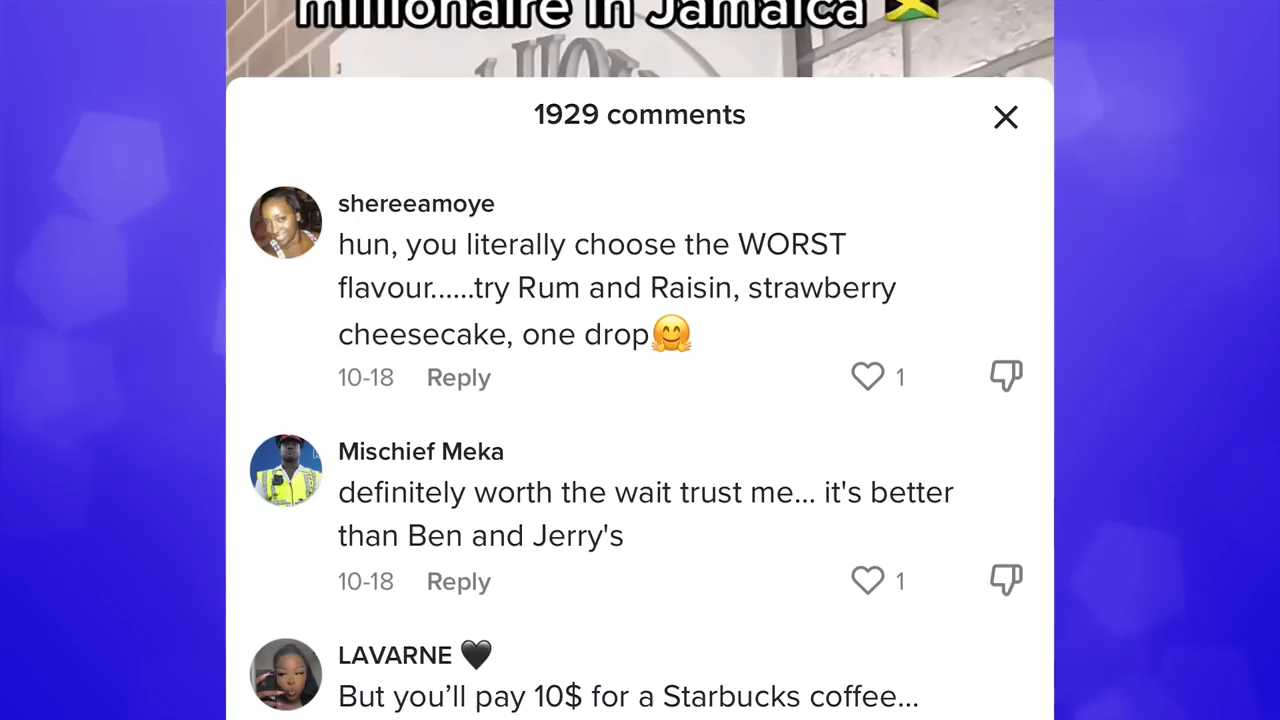 millionaire in Jamaica 🇯🇲
1929 comments
shereeamoye
hun, you literally choose the WORST
flavour......try Rum and Raisin, strawberry
cheesecake, one drop🤗
10-18 Reply 1
Mischief Meka
definitely worth the wait trust me... it's better
than Ben and Jerry's
10-18 Reply 1
LAVARNE 🖤
But you’ll pay 10$ for a Starbucks coffee...